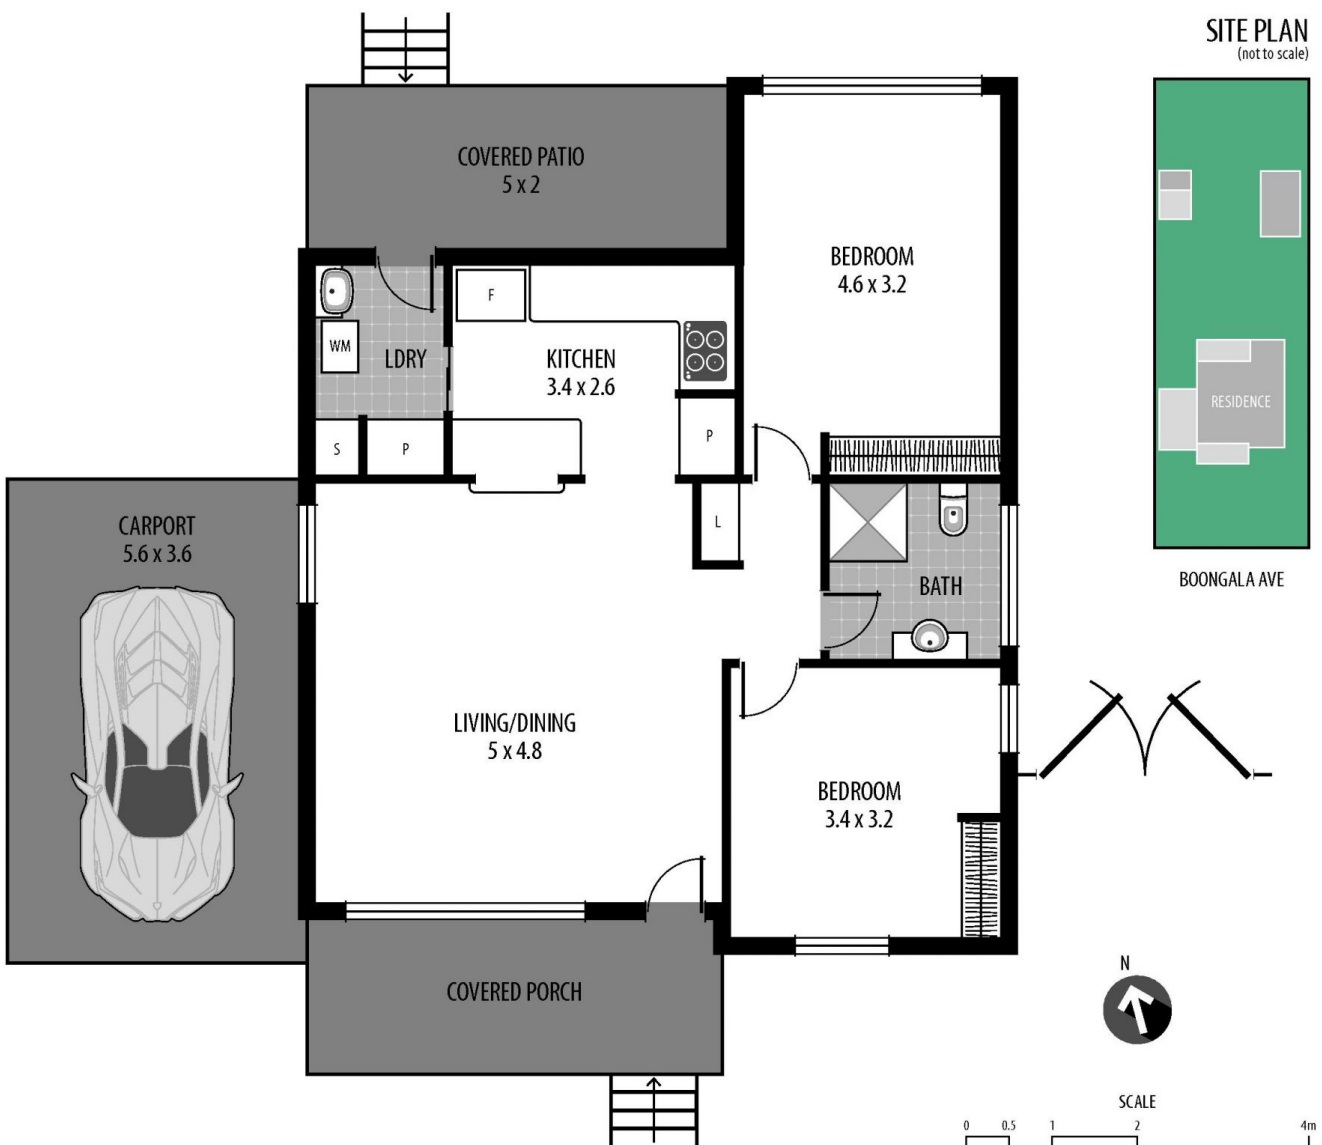 SITE PLAN
(not to scale)
COVERED PATIO
5 x 2
BEDROOM
4.6 x 3.2
F
WM
LDRY
KITCHEN
3.4 x 2.6
RESIDENCE
S
P
P
CARPORT
5.6 x 3.6
L
BATH
BOONGALA AVE
LIVING/DINING
5 x 4.8
BEDROOM
3.4 x 3.2
COVERED PORCH
N
SCALE
0 0.5 1 2 4m